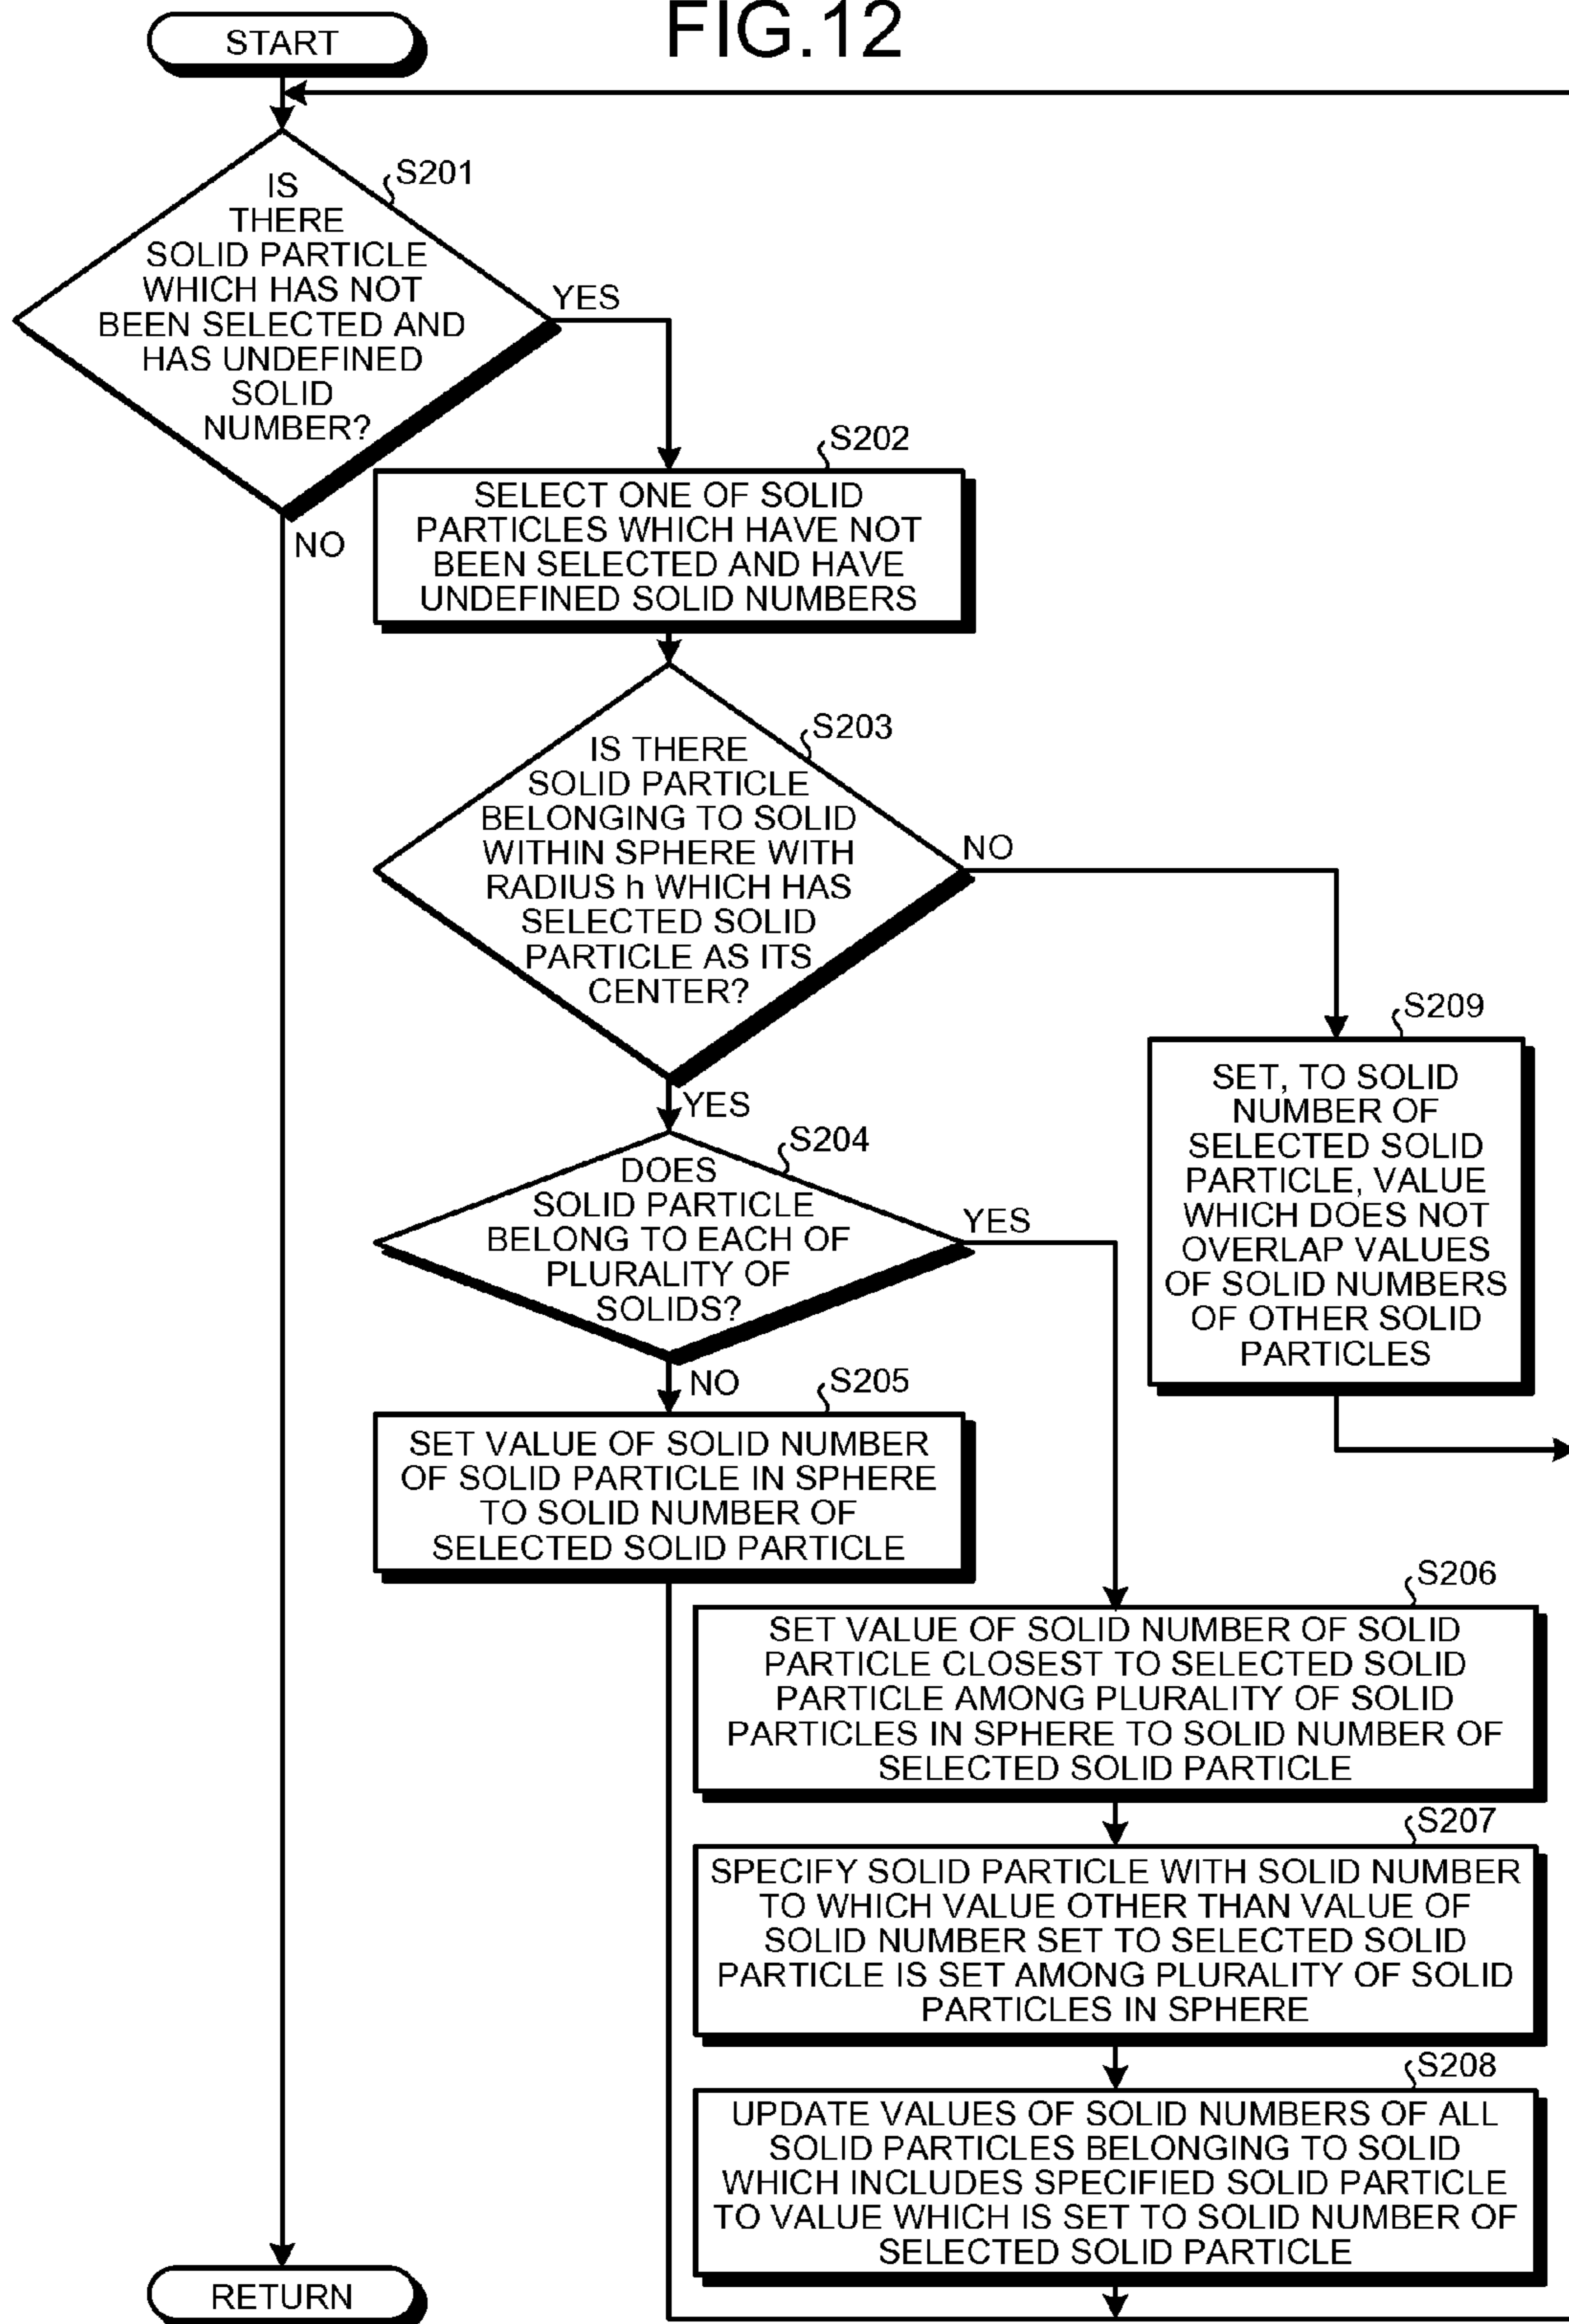 FIG.12
START
S201
IS
THERE
SOLID PARTICLE
WHICH HAS NOT
BEEN SELECTED AND
HAS UNDEFINED
SOLID
NUMBER?
YES
NO
S202
SELECT ONE OF SOLID
PARTICLES WHICH HAVE NOT
BEEN SELECTED AND HAVE
UNDEFINED SOLID NUMBERS
S203
IS THERE
SOLID PARTICLE
BELONGING TO SOLID
WITHIN SPHERE WITH
RADIUS h WHICH HAS
SELECTED SOLID
PARTICLE AS ITS
CENTER?
NO
YES
S209
SET, TO SOLID
NUMBER OF
SELECTED SOLID
PARTICLE, VALUE
WHICH DOES NOT
OVERLAP VALUES
OF SOLID NUMBERS
OF OTHER SOLID
PARTICLES
S204
DOES
SOLID PARTICLE
BELONG TO EACH OF
PLURALITY OF
SOLIDS?
YES
NO
S205
SET VALUE OF SOLID NUMBER
OF SOLID PARTICLE IN SPHERE
TO SOLID NUMBER OF
SELECTED SOLID PARTICLE
S206
SET VALUE OF SOLID NUMBER OF SOLID
PARTICLE CLOSEST TO SELECTED SOLID
PARTICLE AMONG PLURALITY OF SOLID
PARTICLES IN SPHERE TO SOLID NUMBER OF
SELECTED SOLID PARTICLE
S207
SPECIFY SOLID PARTICLE WITH SOLID NUMBER
TO WHICH VALUE OTHER THAN VALUE OF
SOLID NUMBER SET TO SELECTED SOLID
PARTICLE IS SET AMONG PLURALITY OF SOLID
PARTICLES IN SPHERE
S208
UPDATE VALUES OF SOLID NUMBERS OF ALL
SOLID PARTICLES BELONGING TO SOLID
WHICH INCLUDES SPECIFIED SOLID PARTICLE
TO VALUE WHICH IS SET TO SOLID NUMBER OF
SELECTED SOLID PARTICLE
RETURN